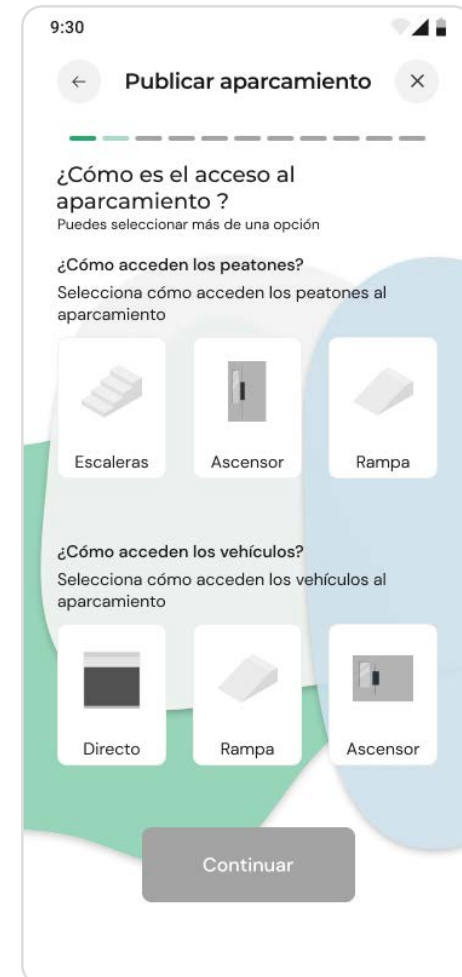 9:30
Publicar aparcamiento
¿Cómo es el acceso al
aparcamiento ?
Puedes seleccionar más de una opción
¿Cómo acceden los peatones?
Selecciona cómo acceden los peatones al
aparcamiento
Escaleras Ascensor Rampa
¿Cómo acceden los vehículos?
Selecciona cómo acceden los vehículos al
aparcamiento
Directo Rampa Ascensor
Continuar